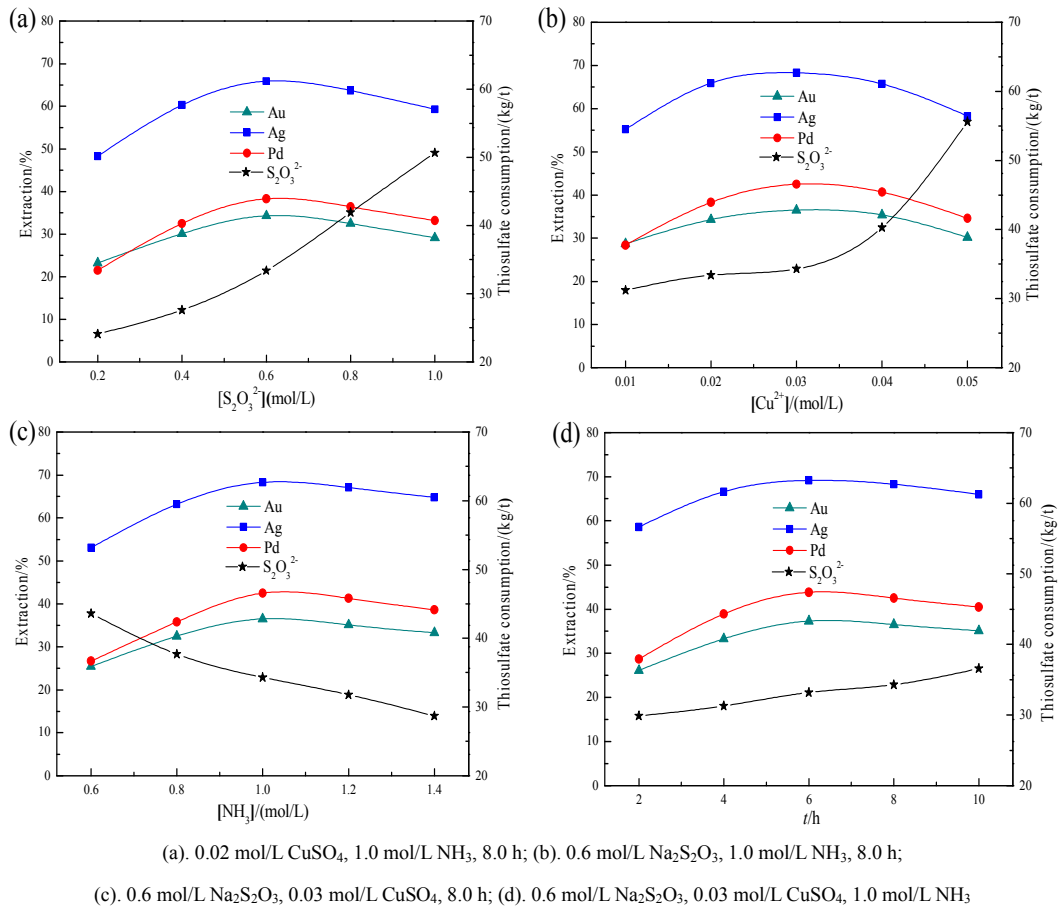 (a)
80
70
60
50
40
30
20
10
0
Extraction/%
0.2 0.4 0.6 0.8 1.0
[S₂O₃²⁻](mol/L)
70
60
50
40
30
20
Thiosulfate consumption/(kg/t)
Au
Ag
Pd
S₂O₃²⁻
(b)
80
70
60
50
40
30
20
10
0
Extraction/%
0.01 0.02 0.03 0.04 0.05
[Cu²⁺]/(mol/L)
70
60
50
40
30
20
Thiosulfate consumption/(kg/t)
Au
Ag
Pd
S₂O₃²⁻
(c)
80
70
60
50
40
30
20
10
0
Extraction/%
0.6 0.8 1.0 1.2 1.4
[NH₃]/(mol/L)
70
60
50
40
30
20
Thiosulfate consumption/(kg/t)
Au
Ag
Pd
S₂O₃²⁻
(d)
80
70
60
50
40
30
20
10
0
Extraction/%
2 4 6 8 10
t/h
70
60
50
40
30
20
Thiosulfate consumption/(kg/t)
Au
Ag
Pd
S₂O₃²⁻
(a). 0.02 mol/L CuSO₄, 1.0 mol/L NH₃, 8.0 h; (b). 0.6 mol/L Na₂S₂O₃, 1.0 mol/L NH₃, 8.0 h;
(c). 0.6 mol/L Na₂S₂O₃, 0.03 mol/L CuSO₄, 8.0 h; (d). 0.6 mol/L Na₂S₂O₃, 0.03 mol/L CuSO₄, 1.0 mol/L NH₃